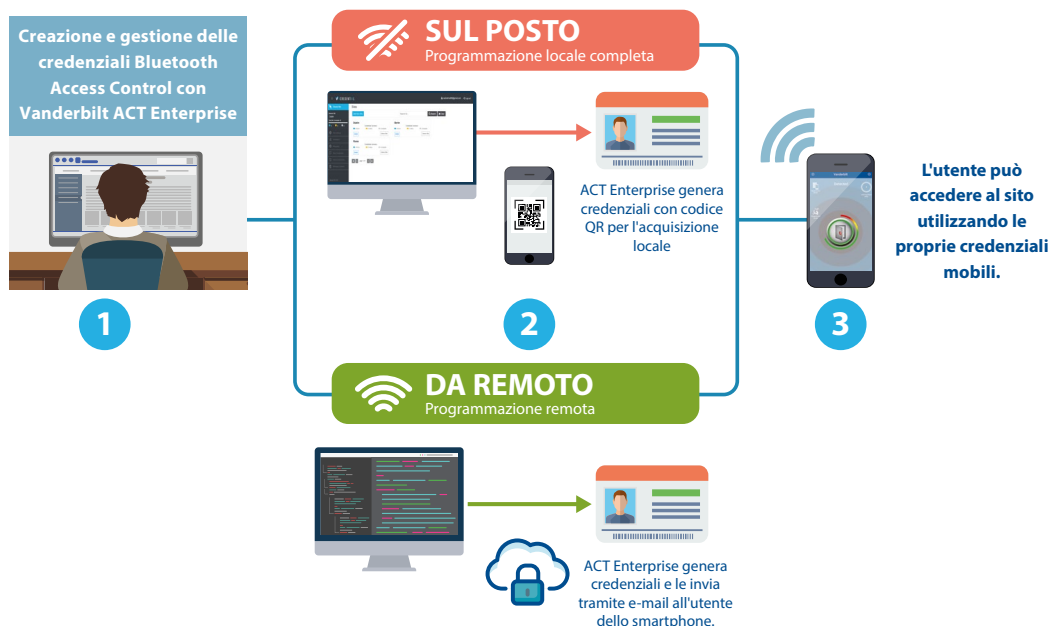 Creazione e gestione delle
credenziali Bluetooth
Access Control con
Vanderbilt ACT Enterprise
1
SUL POSTO
Programmazione locale completa
ACT Enterprise genera
credenziali con codice
QR per l'acquisizione
locale
2
DA REMOTO
Programmazione remota
ACT Enterprise genera
credenziali e le invia
tramite e-mail all'utente
dello smartphone.
L'utente può
accedere al sito
utilizzando le
proprie credenziali
mobili.
3